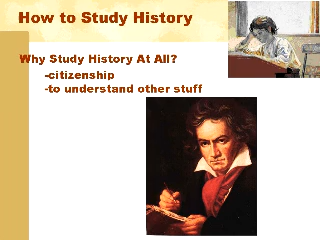 How to Study History
Why Study History At All?
-citizenship
-to understand other stuff